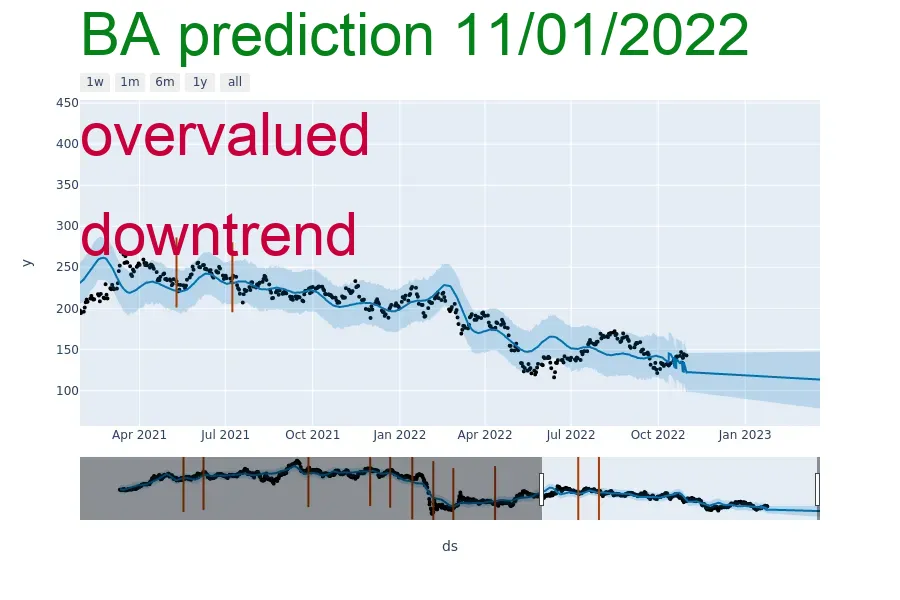 BA prediction 11/01/2022
1w 1m 6m 1y all
450
overvalued
400
350
300
downtrend
250
y
200
150
100
Apr 2021 Jul 2021 Oct 2021 Jan 2022 Apr 2022 Jul 2022 Oct 2022 Jan 2023
ds